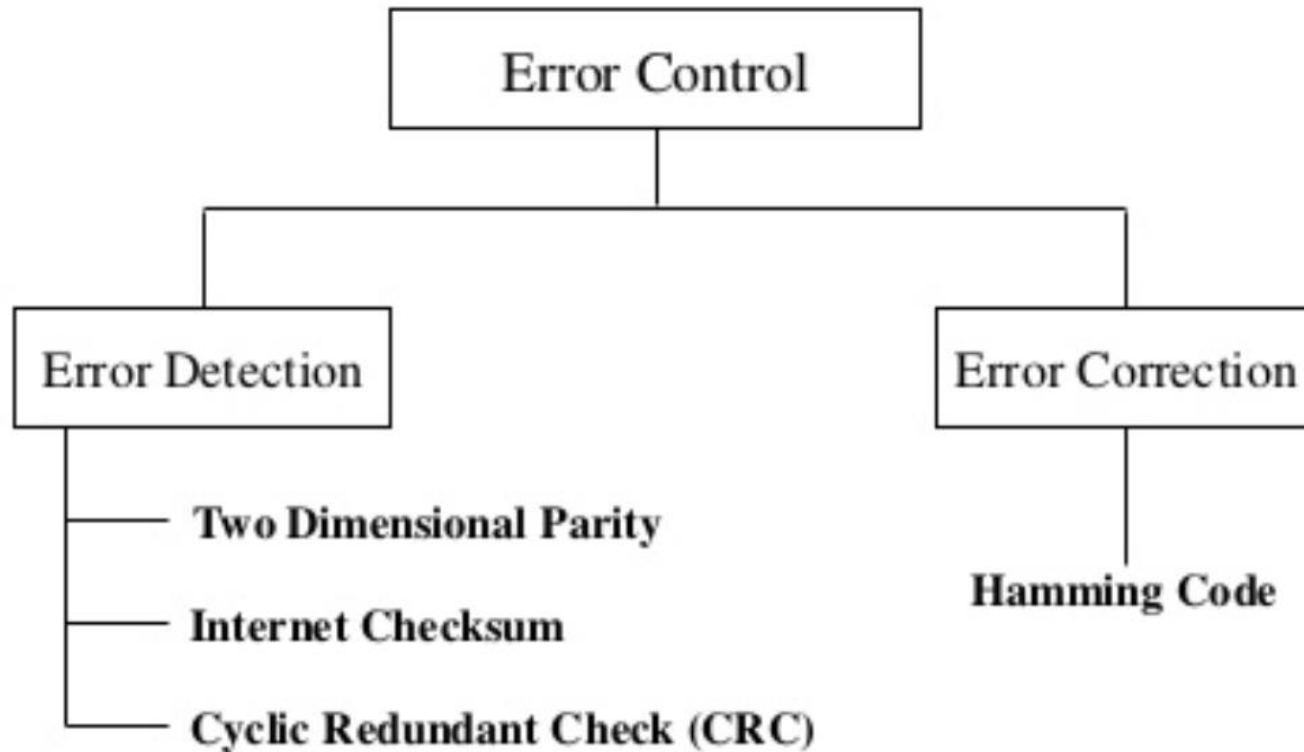 Error Control
Error Detection
Error Correction
Two Dimensional Parity
Internet Checksum
Cyclic Redundant Check (CRC)
Hamming Code